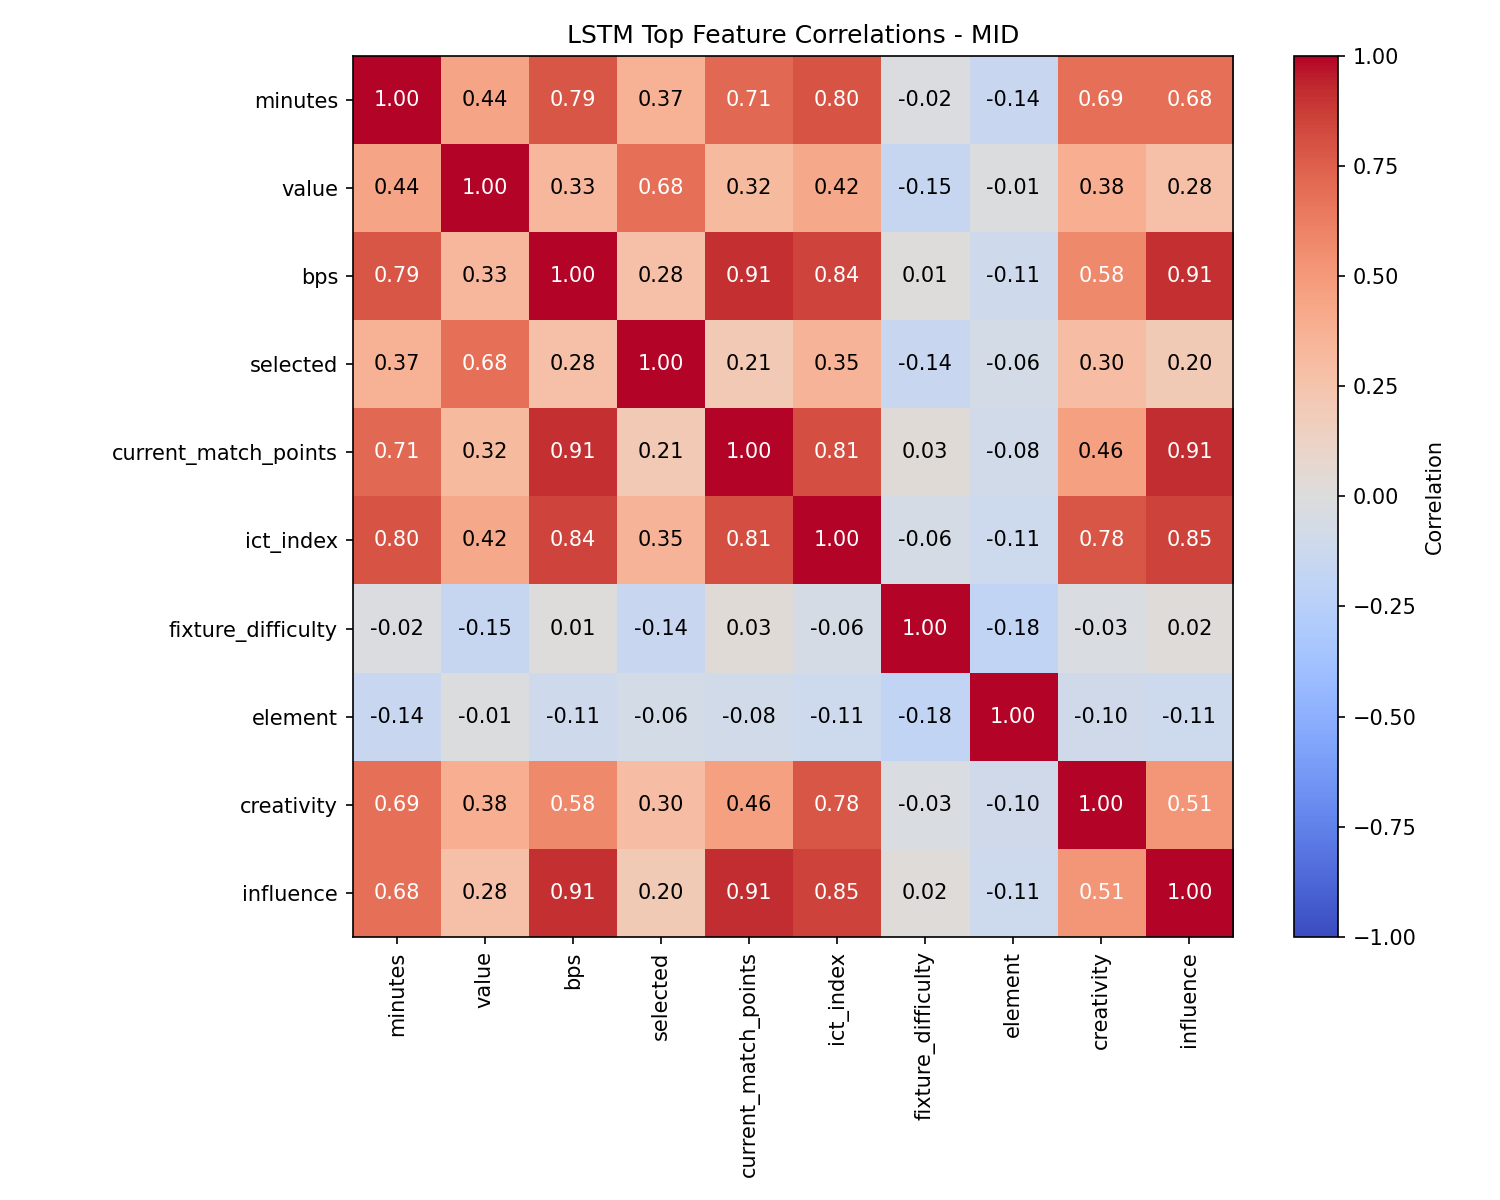 LSTM Top Feature Correlations - MID
minutes 1.00 0.44 0.79 0.37 0.71 0.80 -0.02 -0.14 0.69 0.68
value 0.44 1.00 0.33 0.68 0.32 0.42 -0.15 -0.01 0.38 0.28
bps 0.79 0.33 1.00 0.28 0.91 0.84 0.01 -0.11 0.58 0.91
selected 0.37 0.68 0.28 1.00 0.21 0.35 -0.14 -0.06 0.30 0.20
current_match_points 0.71 0.32 0.91 0.21 1.00 0.81 0.03 -0.08 0.46 0.91
ict_index 0.80 0.42 0.84 0.35 0.81 1.00 -0.06 -0.11 0.78 0.85
fixture_difficulty -0.02 -0.15 0.01 -0.14 0.03 -0.06 1.00 -0.18 -0.03 0.02
element -0.14 -0.01 -0.11 -0.06 -0.08 -0.11 -0.18 1.00 -0.10 -0.11
creativity 0.69 0.38 0.58 0.30 0.46 0.78 -0.03 -0.10 1.00 0.51
influence 0.68 0.28 0.91 0.20 0.91 0.85 0.02 -0.11 0.51 1.00
minutes
value
bps
selected
current_match_points
ict_index
fixture_difficulty
element
creativity
influence
1.00
0.75
0.50
0.25
0.00
−0.25
−0.50
−0.75
−1.00
Correlation